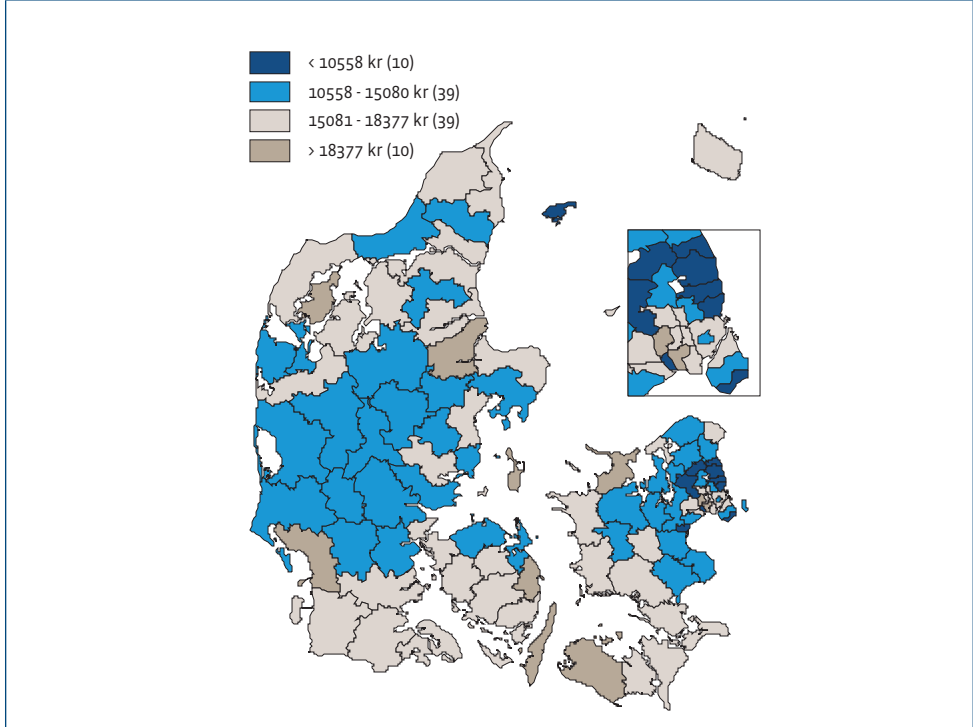 < 10558 kr (10)
10558 - 15080 kr (39)
15081 - 18377 kr (39)
> 18377 kr (10)